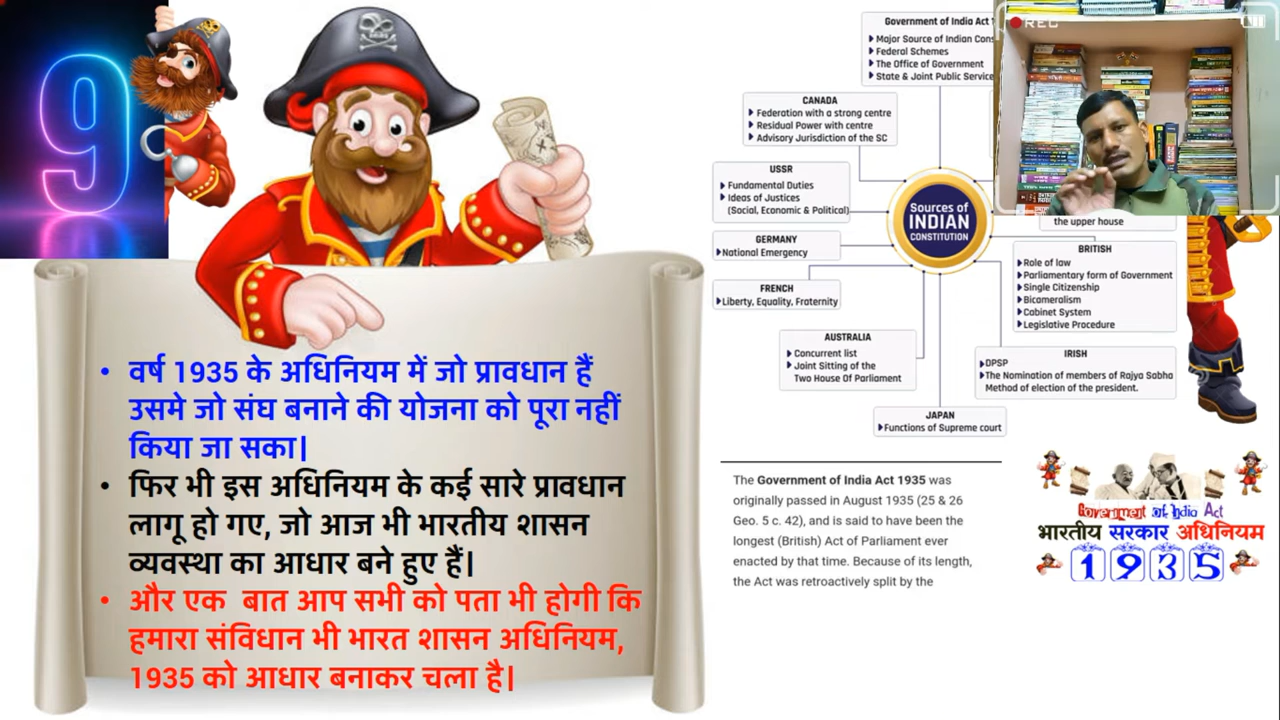 9
• वर्ष 1935 के अधिनियम में जो प्रावधान हैं
उसमे जो संघ बनाने की योजना को पूरा नहीं
किया जा सका|
• फिर भी इस अधिनियम के कई सारे प्रावधान
लागू हो गए, जो आज भी भारतीय शासन
व्यवस्था का आधार बने हुए हैं|
• और एक बात आप सभी को पता भी होगी कि
हमारा संविधान भी भारत शासन अधिनियम,
1935 को आधार बनाकर चला है|
Government of India Act 1
Major Source of Indian Cons
Federal Schemes
The Office of Government
State & Joint Public Service
REC
CANADA
Federation with a strong centre
Residual Power with centre
Advisory Jurisdiction of the SC
USSR
Fundamental Duties
Ideas of Justices
(Social, Economic & Political)
GERMANY
National Emergency
FRENCH
Liberty, Equality, Fraternity
Sources of
INDIAN
CONSTITUTION
the upper house
BRITISH
Role of law
Parliamentary form of Government
Single Citizenship
Bicameralism
Cabinet System
Legislative Procedure
AUSTRALIA
Concurrent list
Joint Sitting of the
Two House Of Parliament
IRISH
DPSP
The Nomination of members of Rajya Sabha
Method of election of the president.
JAPAN
Functions of Supreme court
The Government of India Act 1935 was
originally passed in August 1935 (25 & 26
Geo. 5 c. 42), and is said to have been the
longest (British) Act of Parliament ever
enacted by that time. Because of its length,
the Act was retroactively split by the
Government of India Act
भारतीय सरकार अधिनियम
1935